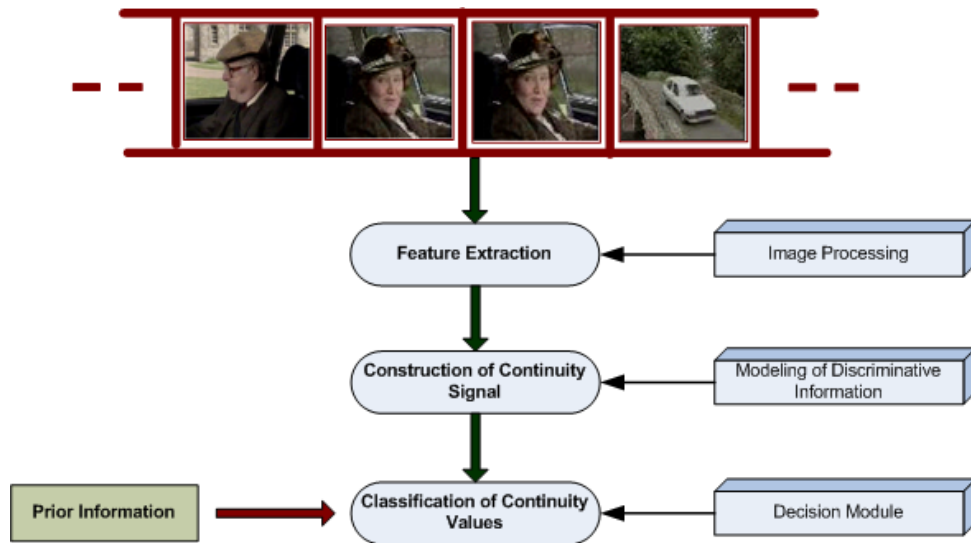 Feature Extraction
Image Processing
Construction of Continuity
Signal
Modeling of Discriminative
Information
Prior Information
Classification of Continuity
Values
Decision Module